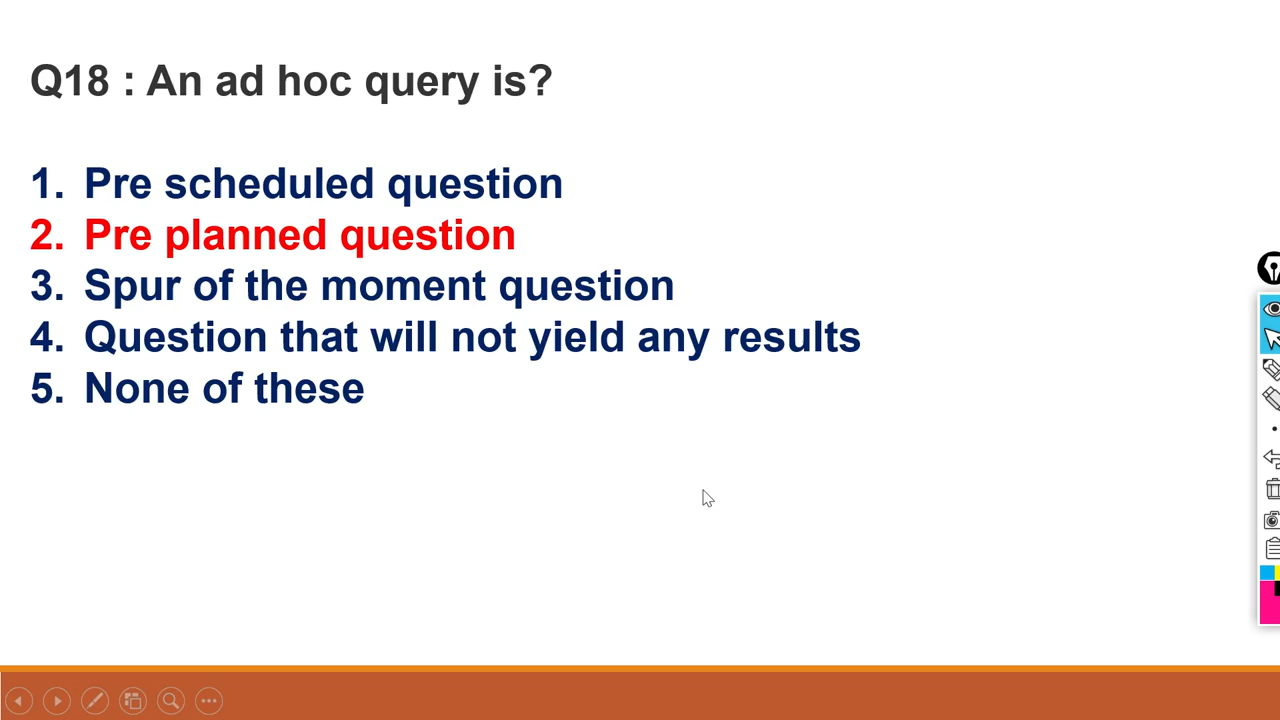 Q18 : An ad hoc query is?
1. Pre scheduled question
2. Pre planned question
3. Spur of the moment question
4. Question that will not yield any results
5. None of these